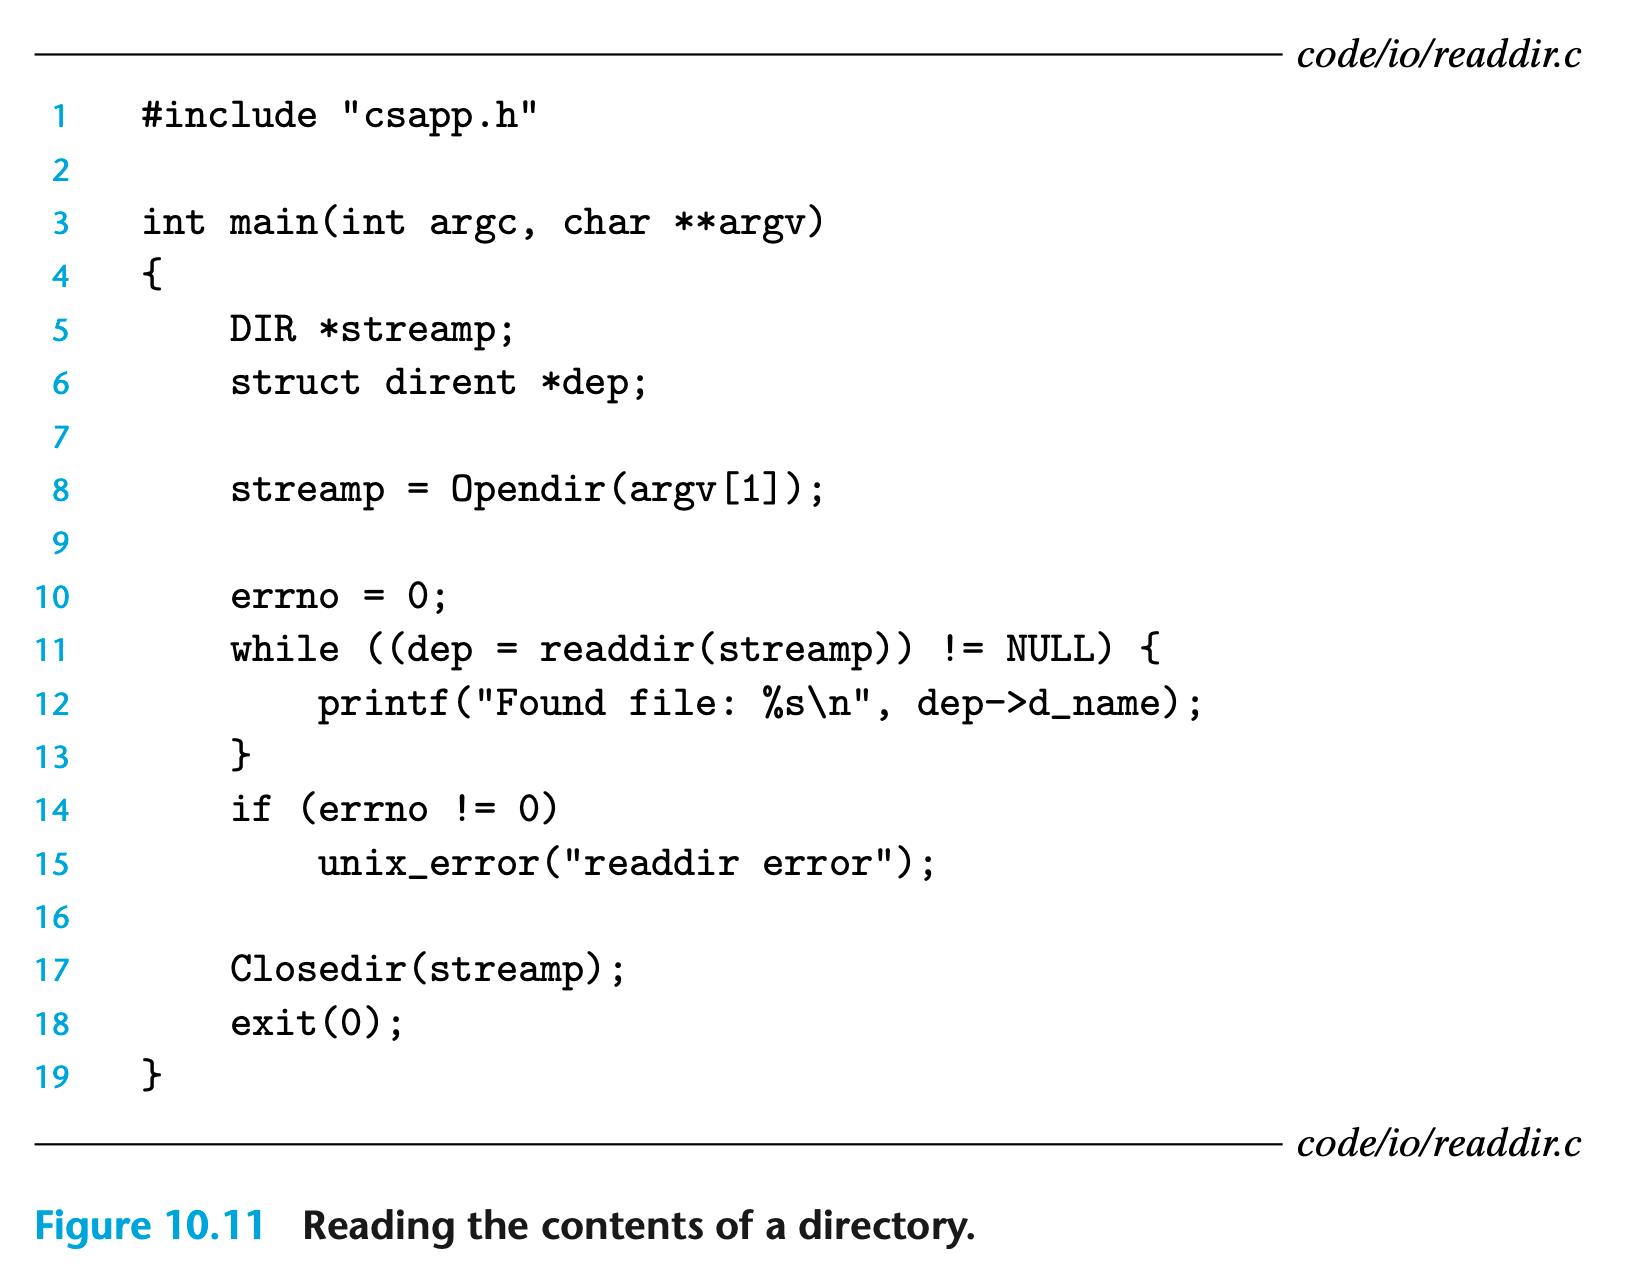 code/io/readdir.c
1 #include "csapp.h"
2
3 int main(int argc, char **argv)
4 {
5     DIR *streamp;
6     struct dirent *dep;
7
8     streamp = Opendir(argv[1]);
9
10     errno = 0;
11     while ((dep = readdir(streamp)) != NULL) {
12         printf("Found file: %s\n", dep->d_name);
13     }
14     if (errno != 0)
15         unix_error("readdir error");
16
17     Closedir(streamp);
18     exit(0);
19 }
code/io/readdir.c
Figure 10.11 Reading the contents of a directory.